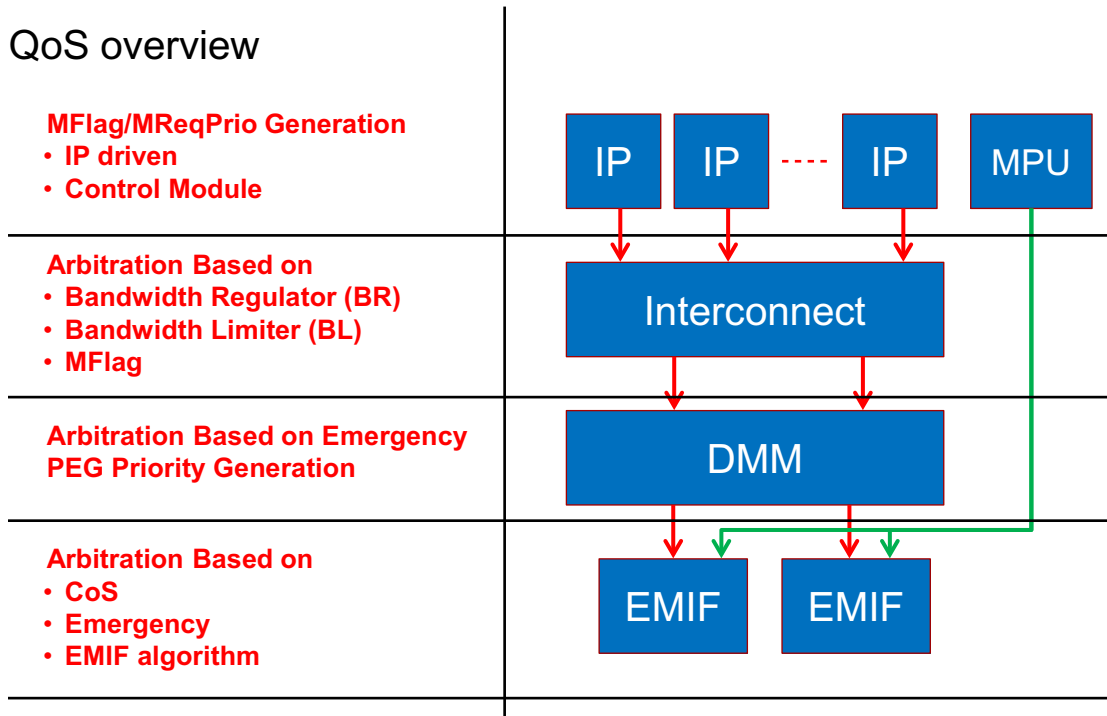 QoS overview
MFlag/MReqPrio Generation
• IP driven
• Control Module
IP
IP
IP
MPU
Arbitration Based on
• Bandwidth Regulator (BR)
• Bandwidth Limiter (BL)
• MFlag
Interconnect
Arbitration Based on Emergency
PEG Priority Generation
DMM
Arbitration Based on
• CoS
• Emergency
• EMIF algorithm
EMIF
EMIF